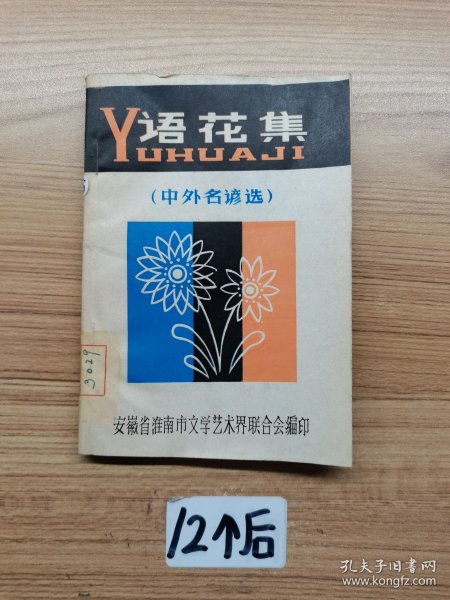 语花集
YUHUAJI
(中外名谚选)
3029
安徽省淮南市文学艺术界联合会编印
12个后
孔夫子旧书网
www.kongfz.com